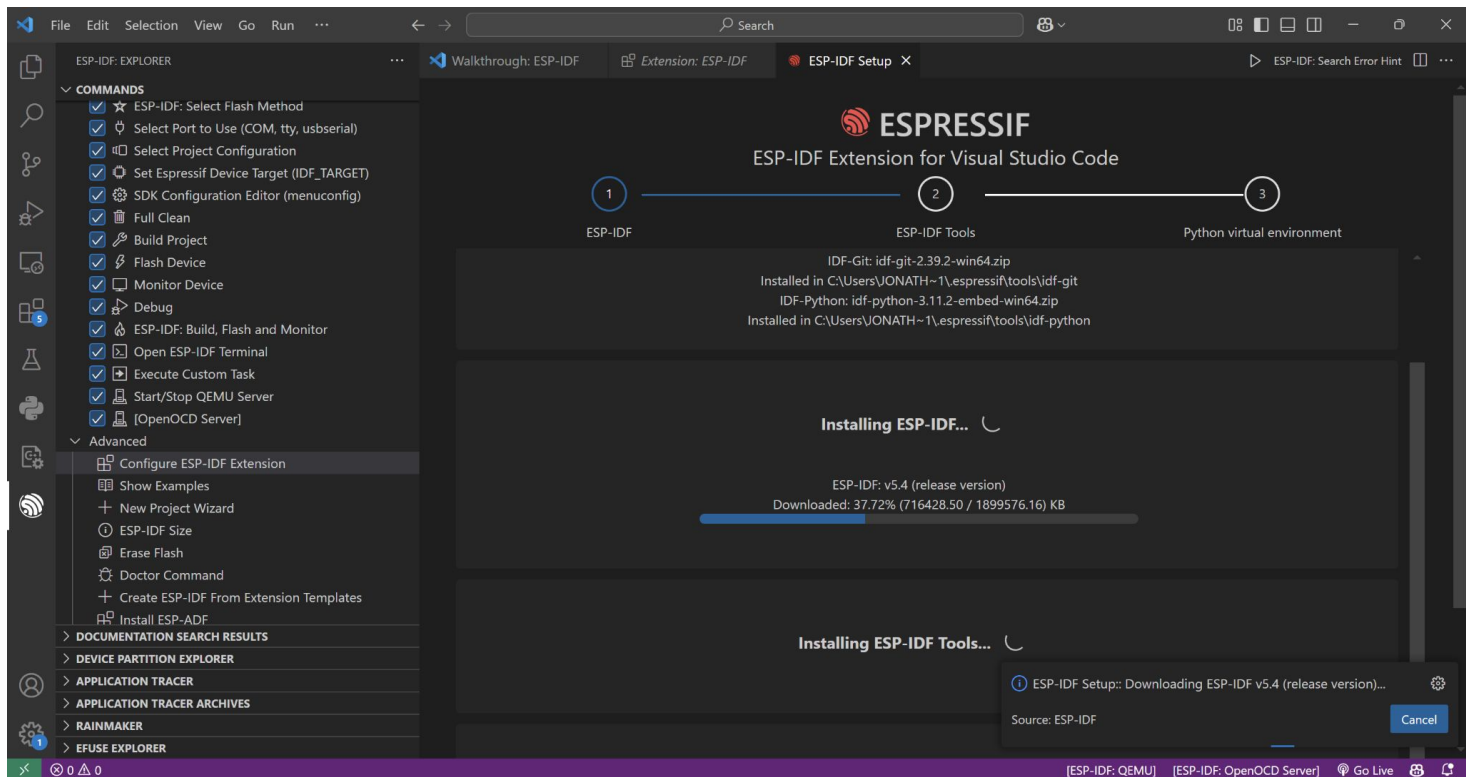 File Edit Selection View Go Run ··· Search
ESP-IDF: EXPLORER ···
COMMANDS
ESP-IDF: Select Flash Method
Select Port to Use (COM, tty, usbserial)
Select Project Configuration
Set Espressif Device Target (IDF_TARGET)
SDK Configuration Editor (menuconfig)
Full Clean
Build Project
Flash Device
Monitor Device
Debug
ESP-IDF: Build, Flash and Monitor
Open ESP-IDF Terminal
Execute Custom Task
Start/Stop QEMU Server
[OpenOCD Server]
Advanced
Configure ESP-IDF Extension
Show Examples
New Project Wizard
ESP-IDF Size
Erase Flash
Doctor Command
Create ESP-IDF From Extension Templates
Install ESP-ADF
DOCUMENTATION SEARCH RESULTS
DEVICE PARTITION EXPLORER
APPLICATION TRACER
APPLICATION TRACER ARCHIVES
RAINMAKER
EFUSE EXPLORER
5
1
Walkthrough: ESP-IDF Extension: ESP-IDF ESP-IDF Setup ESP-IDF: Search Error Hint ···
ESPRESSIF
ESP-IDF Extension for Visual Studio Code
1 2 3
ESP-IDF ESP-IDF Tools Python virtual environment
IDF-Git: idf-git-2.39.2-win64.zip
Installed in C:\Users\JONATH~1\.espressif\tools\idf-git
IDF-Python: idf-python-3.11.2-embed-win64.zip
Installed in C:\Users\JONATH~1\.espressif\tools\idf-python
Installing ESP-IDF...
ESP-IDF: v5.4 (release version)
Downloaded: 37.72% (716428.50 / 1899576.16) KB
Installing ESP-IDF Tools...
ESP-IDF Setup:: Downloading ESP-IDF v5.4 (release version)...
Source: ESP-IDF Cancel
0 0 [ESP-IDF: QEMU] [ESP-IDF: OpenOCD Server] Go Live